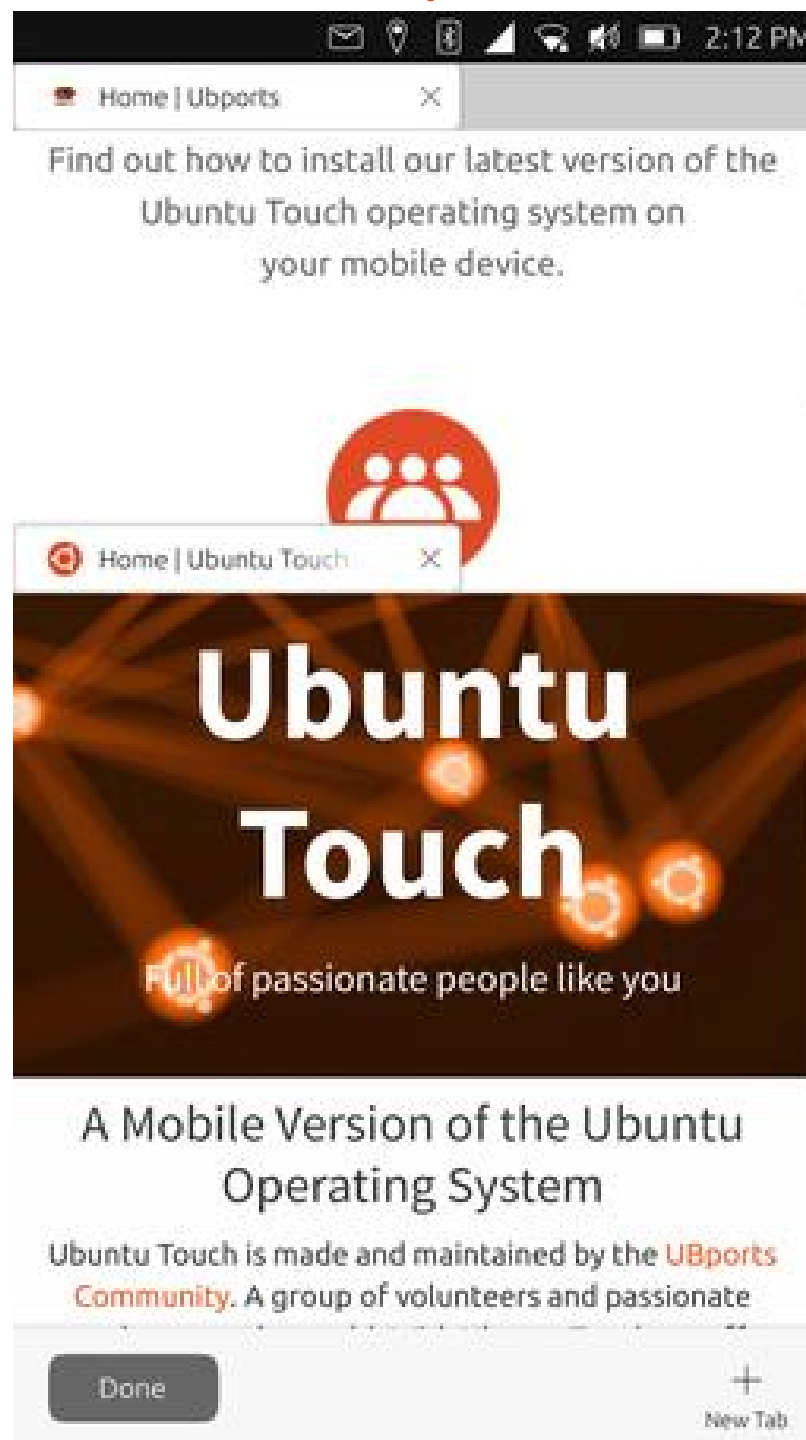 2:12 PM
Home | Ubports
Find out how to install our latest version of the
Ubuntu Touch operating system on
your mobile device.
Home | Ubuntu Touch
Ubuntu
Touch
Full of passionate people like you
A Mobile Version of the Ubuntu
Operating System
Ubuntu Touch is made and maintained by the UBports
Community. A group of volunteers and passionate
Done
New Tab